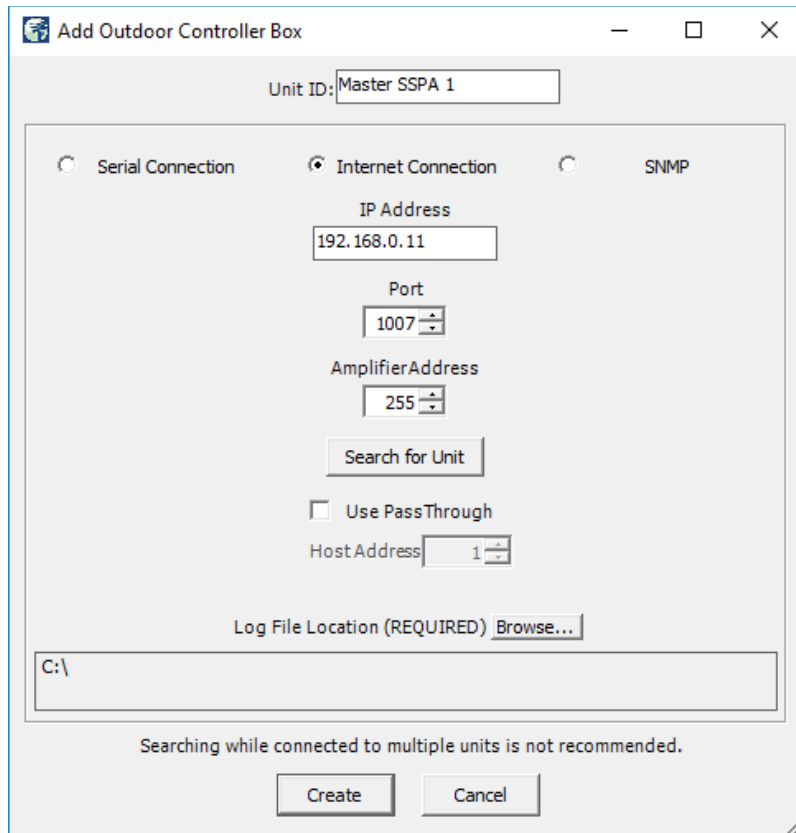 Add Outdoor Controller Box
Unit ID: Master SSPA 1
Serial Connection Internet Connection SNMP
IP Address
192.168.0.11
Port
1007
AmplifierAddress
255
Search for Unit
Use PassThrough
Host Address 1
Log File Location (REQUIRED) Browse...
C:\
Searching while connected to multiple units is not recommended.
Create Cancel